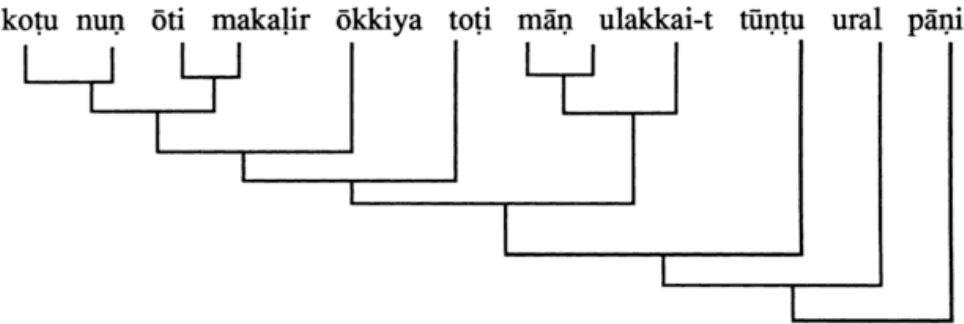 koṭu nuṇ ōti makaḷir ōkkiya toṭi māṇ ulakkai-t tūṇṭu ural pāṇi